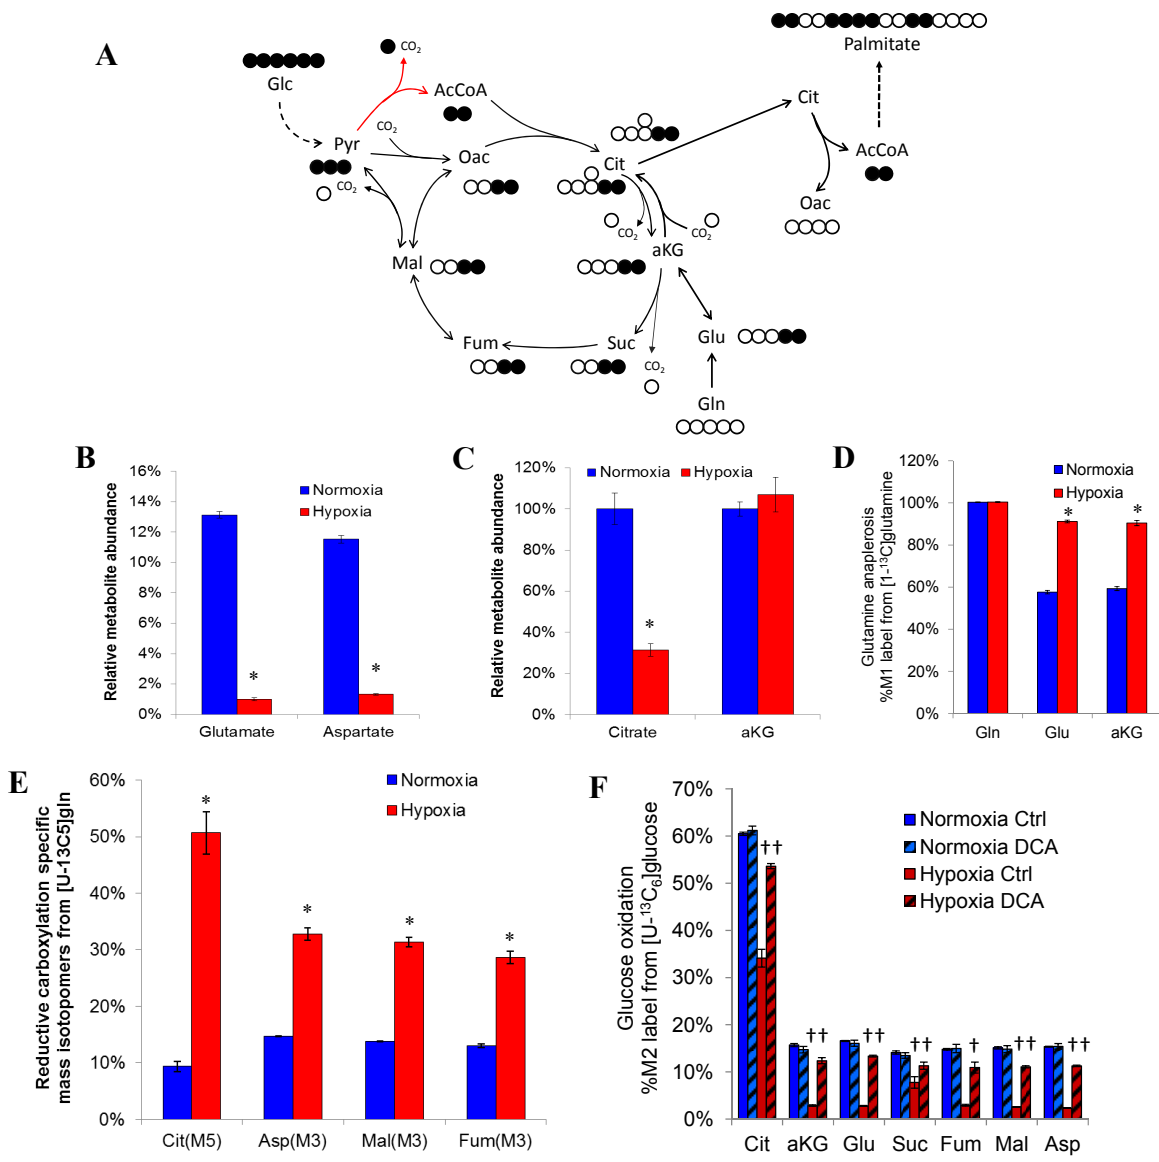 A
Glc
CO2
AcCoA
Palmitate
Pyr
CO2
Oac
Cit
Cit
AcCoA
CO2
Oac
CO2
CO2
aKG
Mal
Fum
Suc
Glu
CO2
Gln
B
Relative metabolite abundance
16%
14%
12%
10%
8%
6%
4%
2%
0%
Normoxia
Hypoxia
*
*
Glutamate Aspartate
C
Relative metabolite abundance
120%
100%
80%
60%
40%
20%
0%
Normoxia Hypoxia
*
Citrate aKG
D
Glutamine anaplerosis
%M1 label from [1-13C]glutamine
120%
100%
80%
60%
40%
20%
0%
Normoxia
Hypoxia
* *
Gln Glu aKG
E
Reductive carboxylation specific
mass isotopomers from [U-13C5]gln
60%
50%
40%
30%
20%
10%
0%
Normoxia
Hypoxia
*
*
*
*
Cit(M5) Asp(M3) Mal(M3) Fum(M3)
F
Glucose oxidation
%M2 label from [U-13C6]glucose
70%
60%
50%
40%
30%
20%
10%
0%
Normoxia Ctrl
Normoxia DCA
Hypoxia Ctrl
Hypoxia DCA
††
†† †† †† † †† ††
Cit aKG Glu Suc Fum Mal Asp